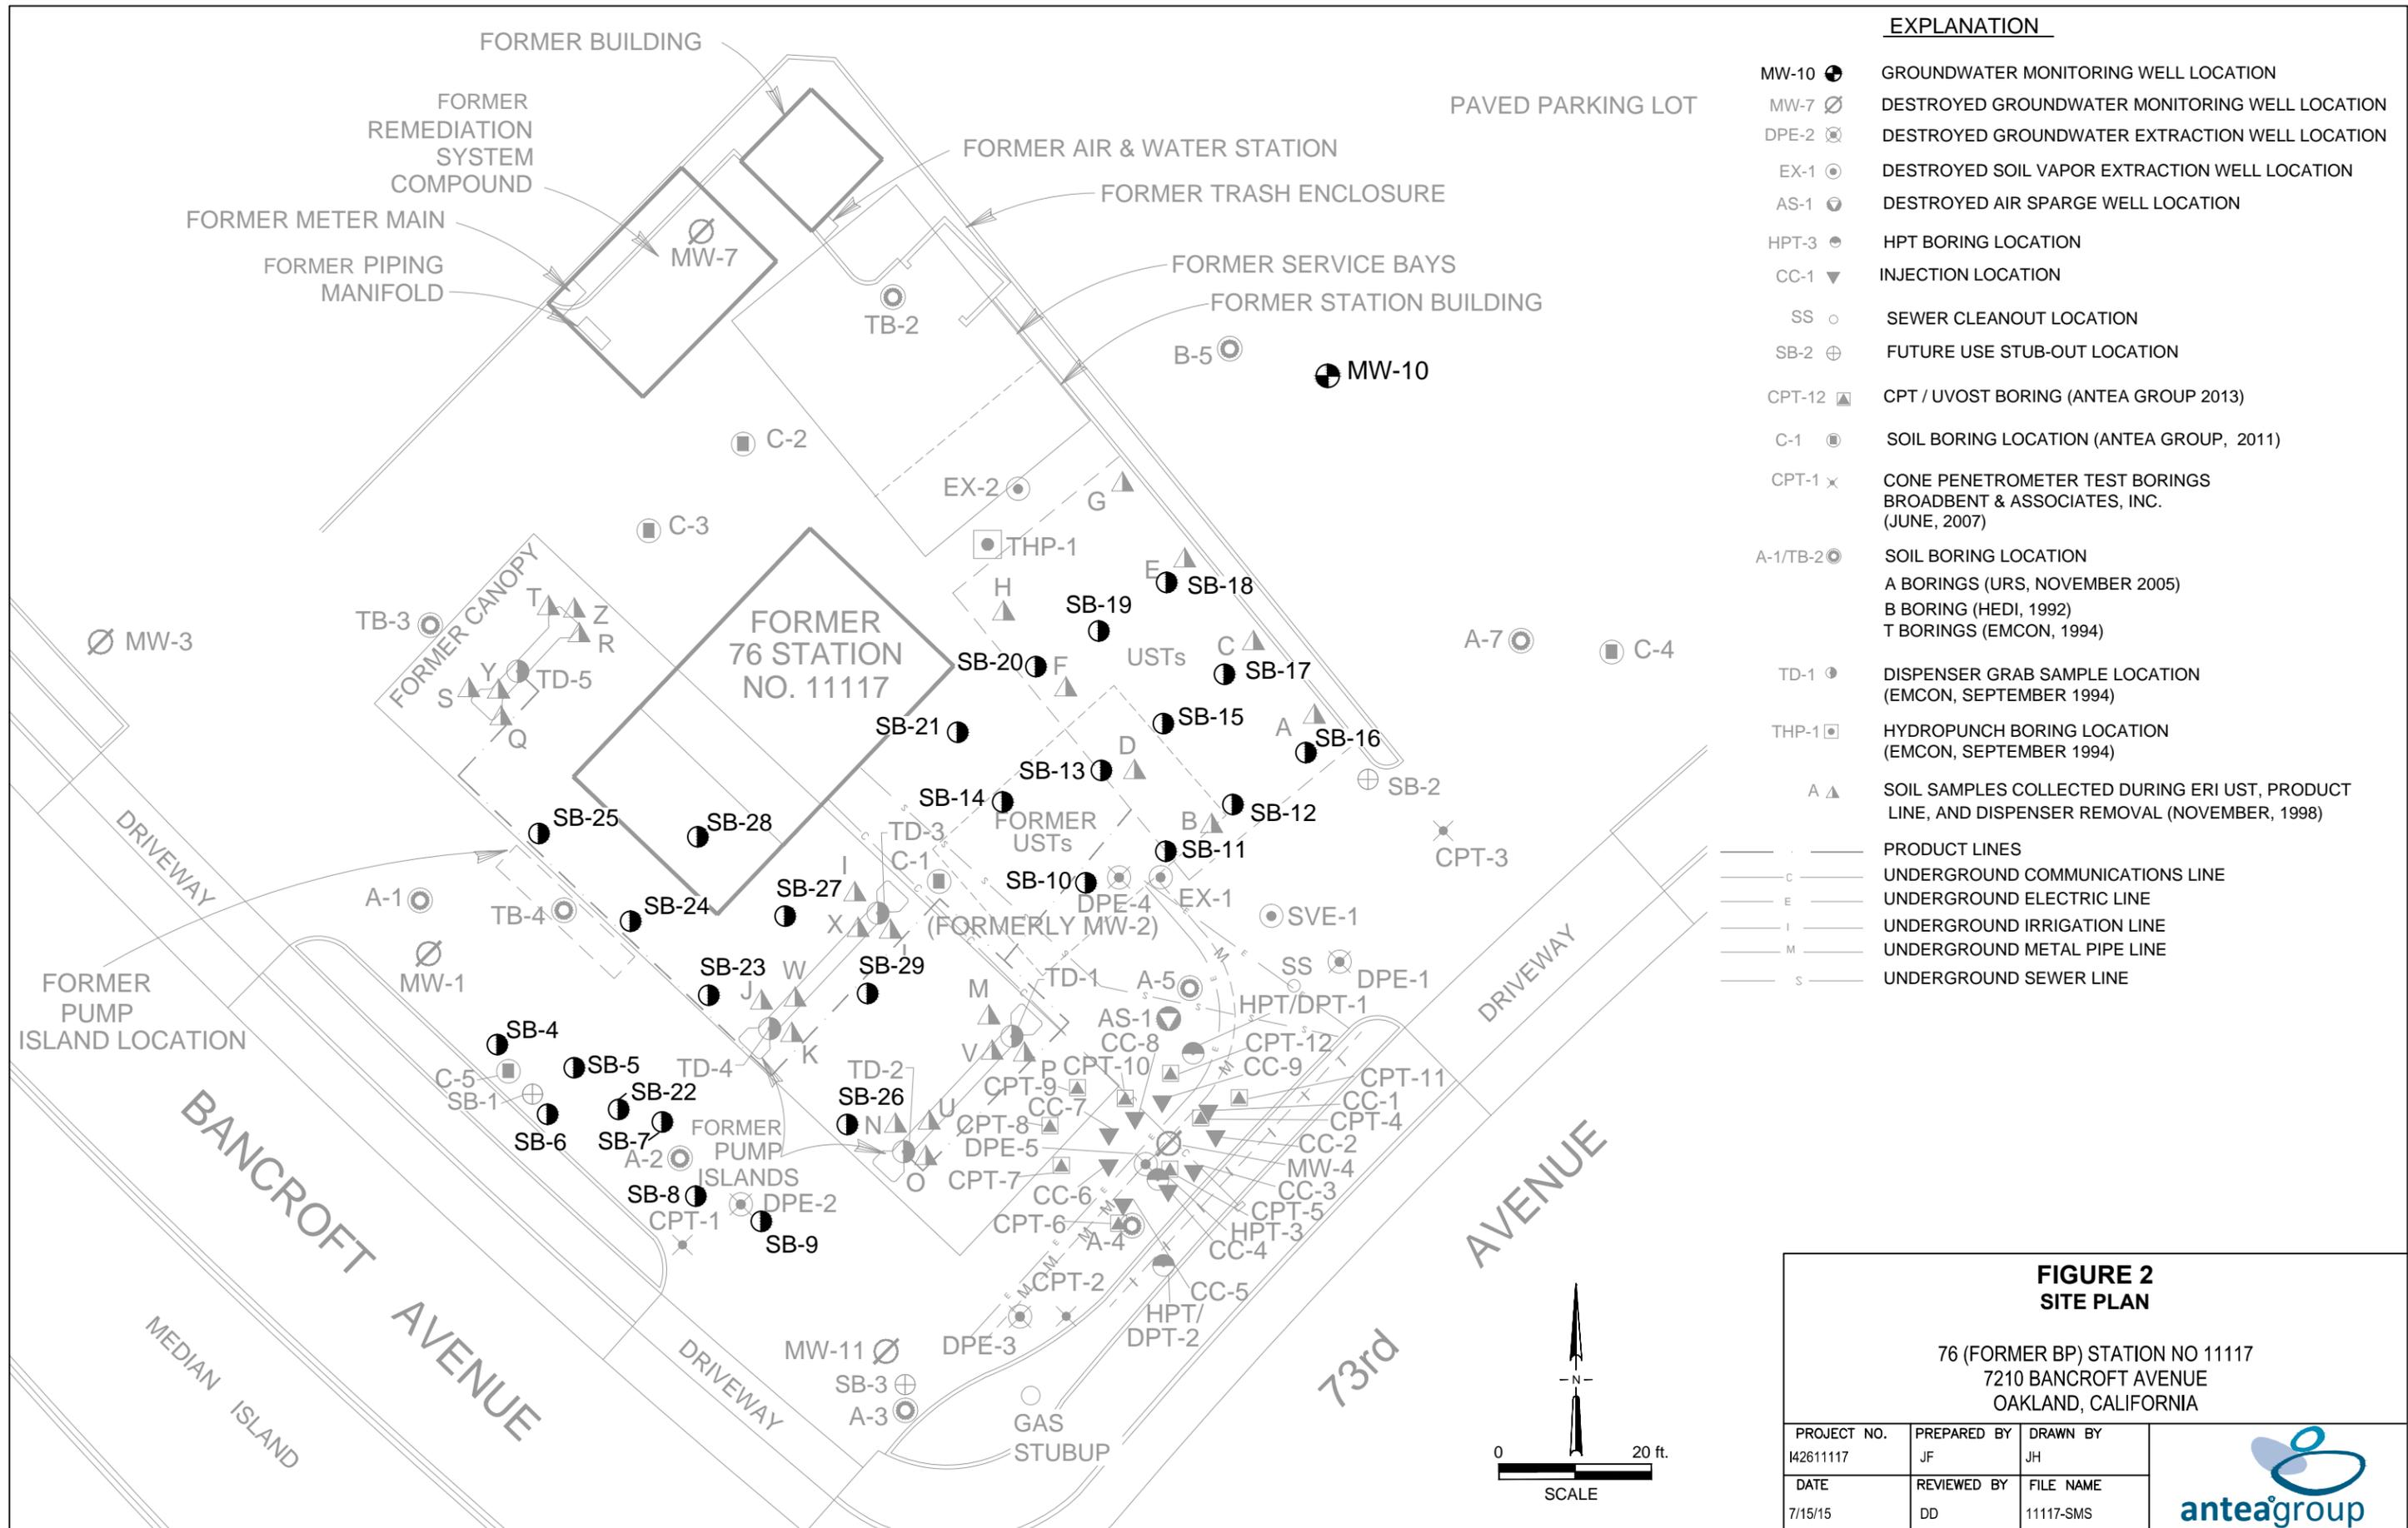 FORMER BUILDING
FORMER
REMEDIATION
SYSTEM
COMPOUND
FORMER METER MAIN
FORMER PIPING
MANIFOLD
MW-7
FORMER AIR & WATER STATION
FORMER TRASH ENCLOSURE
FORMER SERVICE BAYS
FORMER STATION BUILDING
PAVED PARKING LOT
TB-2
B-5
MW-10
C-2
C-3
EX-2
G
THP-1
H
E
SB-18
SB-19
FORMER CANOPY
T
Z
R
TB-3
MW-3
Y
TD-5
S
Q
FORMER
76 STATION
NO. 11117
SB-20
F
USTs
C
SB-17
A-7
C-4
SB-21
SB-15
A
SB-16
D
SB-13
SB-2
SB-14
SB-12
FORMER
USTs
B
SB-11
CPT-3
SB-25
SB-28
TD-3
C-1
I
SB-27
SB-10
DPE-4
(FORMERLY MW-2)
EX-1
SVE-1
X
L
DRIVEWAY
A-1
TB-4
SB-24
MW-1
SB-23
J
W
SB-29
M
TD-1
A-5
SS
DPE-1
HPT/DPT-1
AS-1
CC-8
CPT-12
CC-9
CPT-11
CC-1
CPT-4
CC-2
MW-4
CC-3
CPT-5
HPT-3
CC-4
CC-5
DRIVEWAY
FORMER
PUMP
ISLAND LOCATION
SB-4
SB-5
C-5
SB-1
SB-22
SB-6
SB-7
A-2
TD-4
K
TD-2
SB-26
N
U
V
P
CPT-10
CPT-9
CC-7
CPT-8
DPE-5
CPT-7
CC-6
CPT-6
A-4
O
FORMER
PUMP
ISLANDS
SB-8
DPE-2
CPT-1
SB-9
CPT-2
HPT/
DPT-2
DPE-3
MW-11
SB-3
A-3
GAS
STUBUP
DRIVEWAY
BANCROFT
AVENUE
MEDIAN
ISLAND
73rd
AVENUE
N
0 20 ft.
SCALE
EXPLANATION
MW-10 GROUNDWATER MONITORING WELL LOCATION
MW-7 DESTROYED GROUNDWATER MONITORING WELL LOCATION
DPE-2 DESTROYED GROUNDWATER EXTRACTION WELL LOCATION
EX-1 DESTROYED SOIL VAPOR EXTRACTION WELL LOCATION
AS-1 DESTROYED AIR SPARGE WELL LOCATION
HPT-3 HPT BORING LOCATION
CC-1 INJECTION LOCATION
SS SEWER CLEANOUT LOCATION
SB-2 FUTURE USE STUB-OUT LOCATION
CPT-12 CPT / UVOST BORING (ANTEA GROUP 2013)
C-1 SOIL BORING LOCATION (ANTEA GROUP, 2011)
CPT-1 CONE PENETROMETER TEST BORINGS
BROADBENT & ASSOCIATES, INC.
(JUNE, 2007)
A-1/TB-2 SOIL BORING LOCATION
A BORINGS (URS, NOVEMBER 2005)
B BORING (HEDI, 1992)
T BORINGS (EMCON, 1994)
TD-1 DISPENSER GRAB SAMPLE LOCATION
(EMCON, SEPTEMBER 1994)
THP-1 HYDROPUNCH BORING LOCATION
(EMCON, SEPTEMBER 1994)
A SOIL SAMPLES COLLECTED DURING ERI UST, PRODUCT
LINE, AND DISPENSER REMOVAL (NOVEMBER, 1998)
PRODUCT LINES
C UNDERGROUND COMMUNICATIONS LINE
E UNDERGROUND ELECTRIC LINE
I UNDERGROUND IRRIGATION LINE
M UNDERGROUND METAL PIPE LINE
S UNDERGROUND SEWER LINE
FIGURE 2
SITE PLAN
76 (FORMER BP) STATION NO 11117
7210 BANCROFT AVENUE
OAKLAND, CALIFORNIA
PROJECT NO. PREPARED BY DRAWN BY
I42611117 JF JH
DATE REVIEWED BY FILE NAME
7/15/15 DD 11117-SMS
anteagroup